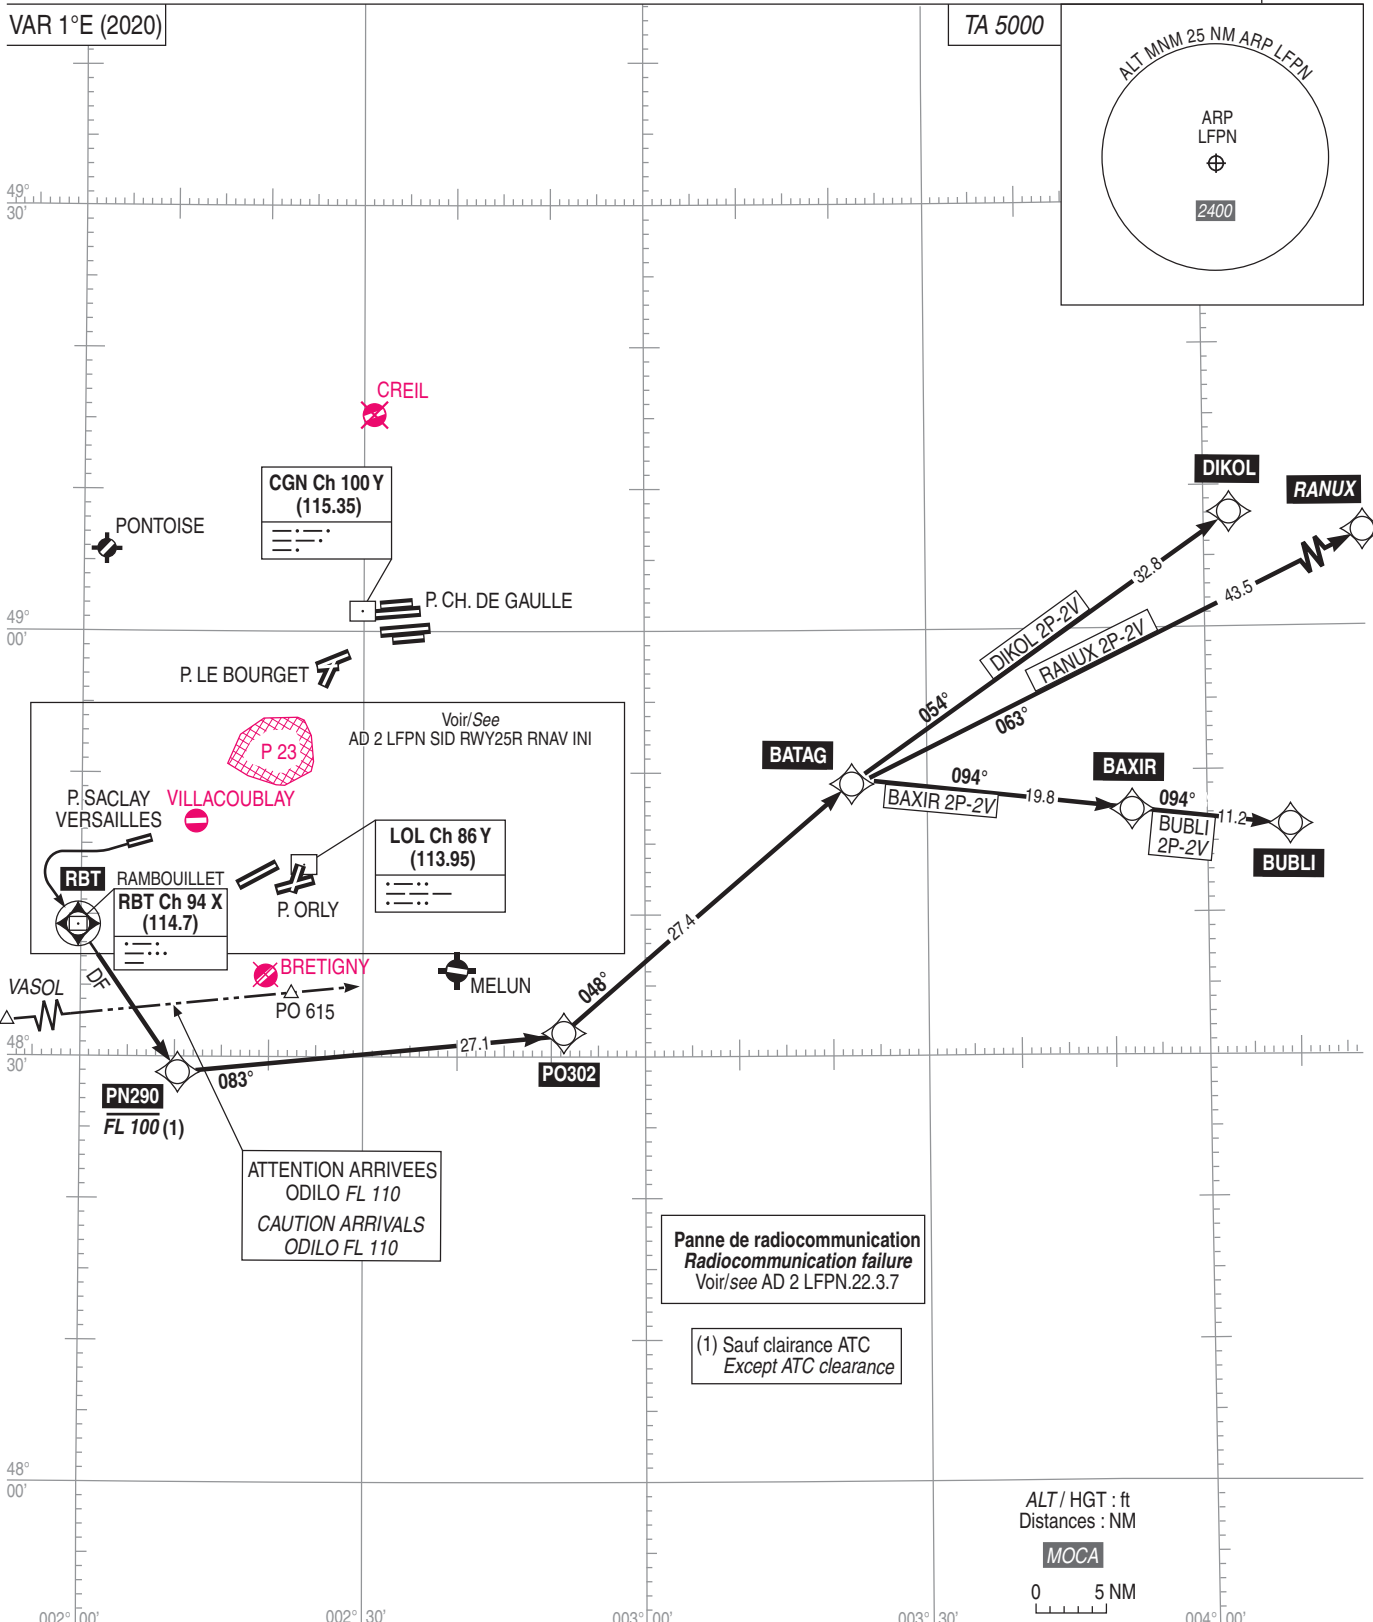 VAR 1°E (2020)
TA 5000
ALT MNM 25 NM ARP LFPN
ARP
LFPN
2400
49°
30'
CREIL
DIKOL
RANUX
CGN Ch 100 Y
(115.35)
PONTOISE
32.8
43.5
P. CH. DE GAULLE
49°
00'
DIKOL 2P-2V
RANUX 2P-2V
P. LE BOURGET
054°
063°
Voir/See
AD 2 LFPN SID RWY25R RNAV INI
P 23
BATAG
BAXIR
094°
19.8
BAXIR 2P-2V
094°
11.2
BUBLI
2P-2V
BUBLI
P. SACLAY
VERSAILLES
VILLACOUBLAY
LOL Ch 86 Y
(113.95)
RBT
RAMBOUILLET
RBT Ch 94 X
(114.7)
P. ORLY
27.4
BRETIGNY
MELUN
DF
VASOL
PO 615
048°
48°
30'
27.1
083°
PO302
PN290
FL 100 (1)
ATTENTION ARRIVEES
ODILO FL 110
CAUTION ARRIVALS
ODILO FL 110
Panne de radiocommunication
Radiocommunication failure
Voir/see AD 2 LFPN.22.3.7
(1) Sauf clairance ATC
Except ATC clearance
48°
00'
ALT / HGT : ft
Distances : NM
MOCA
0 5 NM
002° 00'
002° 30'
003° 00'
003° 30'
004° 00'